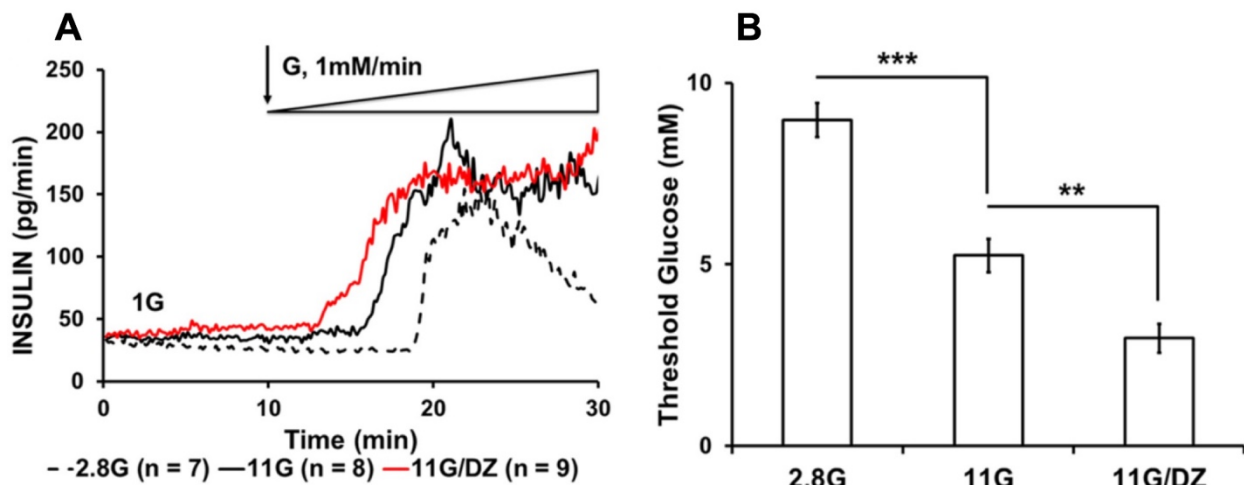 A
B
G, 1mM/min
INSULIN (pg/min)
250
200
150
100
50
0
1G
0
10
20
30
Time (min)
- -2.8G (n = 7) —11G (n = 8) —11G/DZ (n = 9)
Threshold Glucose (mM)
10
5
0
***
**
2.8G
11G
11G/DZ